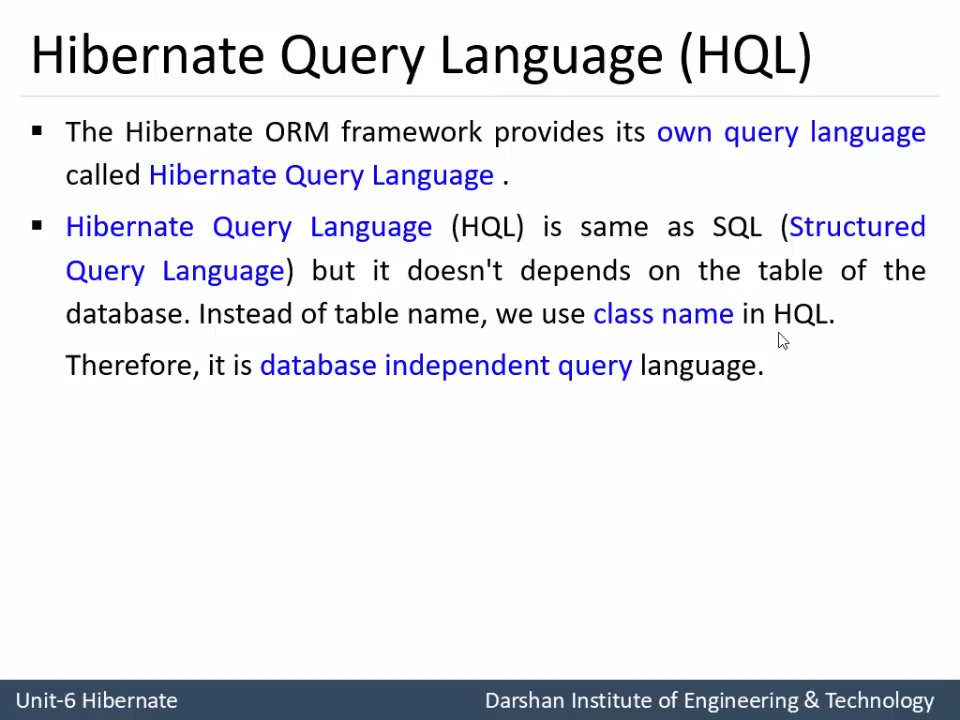 Hibernate Query Language (HQL)
▪ The Hibernate ORM framework provides its own query language
called Hibernate Query Language .
▪ Hibernate Query Language (HQL) is same as SQL (Structured
Query Language) but it doesn't depends on the table of the
database. Instead of table name, we use class name in HQL.
Therefore, it is database independent query language.
Unit-6 Hibernate
Darshan Institute of Engineering & Technology